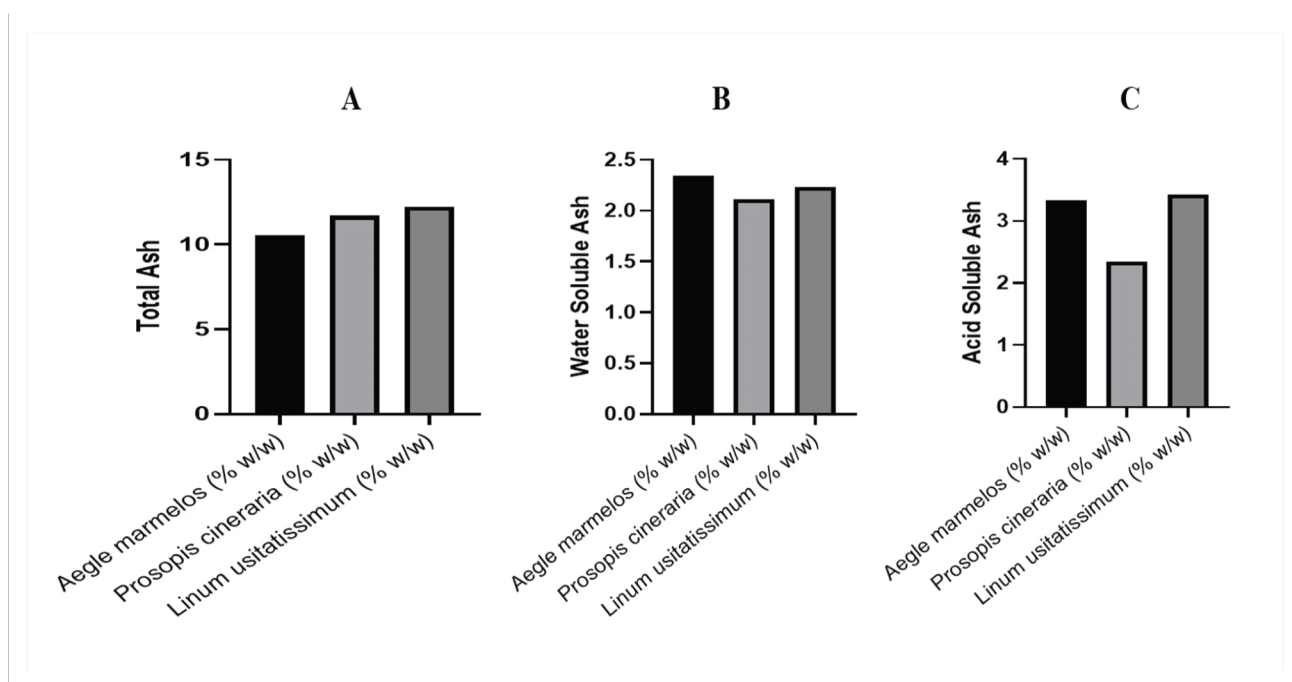 A
Total Ash
15
10
5
0
Aegle marmelos (% w/w)
Prosopis cineraria (% w/w)
Linum usitatissimum (% w/w)
B
Water Soluble Ash
2.5
2.0
1.5
1.0
0.5
0.0
Aegle marmelos (% w/w)
Prosopis cineraria (% w/w)
Linum usitatissimum (% w/w)
C
Acid Soluble Ash
4
3
2
1
0
Aegle marmelos (% w/w)
Prosopis cineraria (% w/w)
Linum usitatissimum (% w/w)